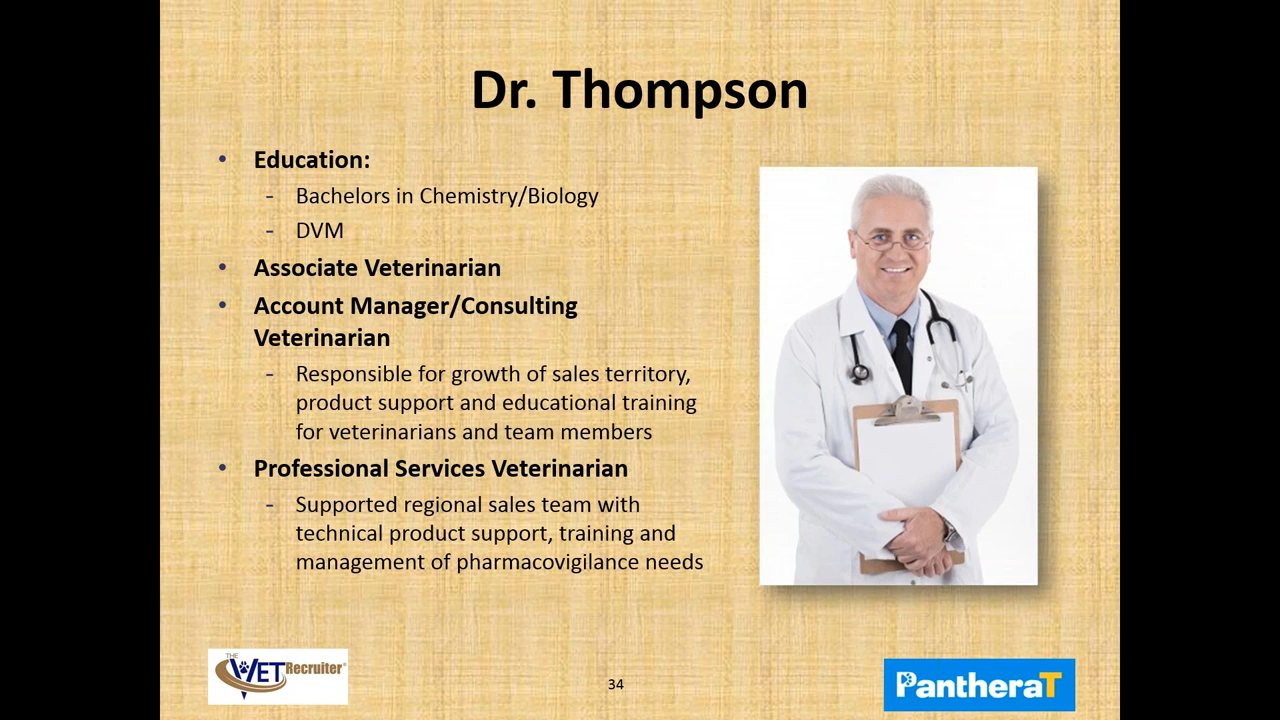 Dr. Thompson
• Education:
- Bachelors in Chemistry/Biology
- DVM
• Associate Veterinarian
• Account Manager/Consulting
Veterinarian
- Responsible for growth of sales territory,
product support and educational training
for veterinarians and team members
• Professional Services Veterinarian
- Supported regional sales team with
technical product support, training and
management of pharmacovigilance needs
THE
VET Recruiter®
34
PantheraT